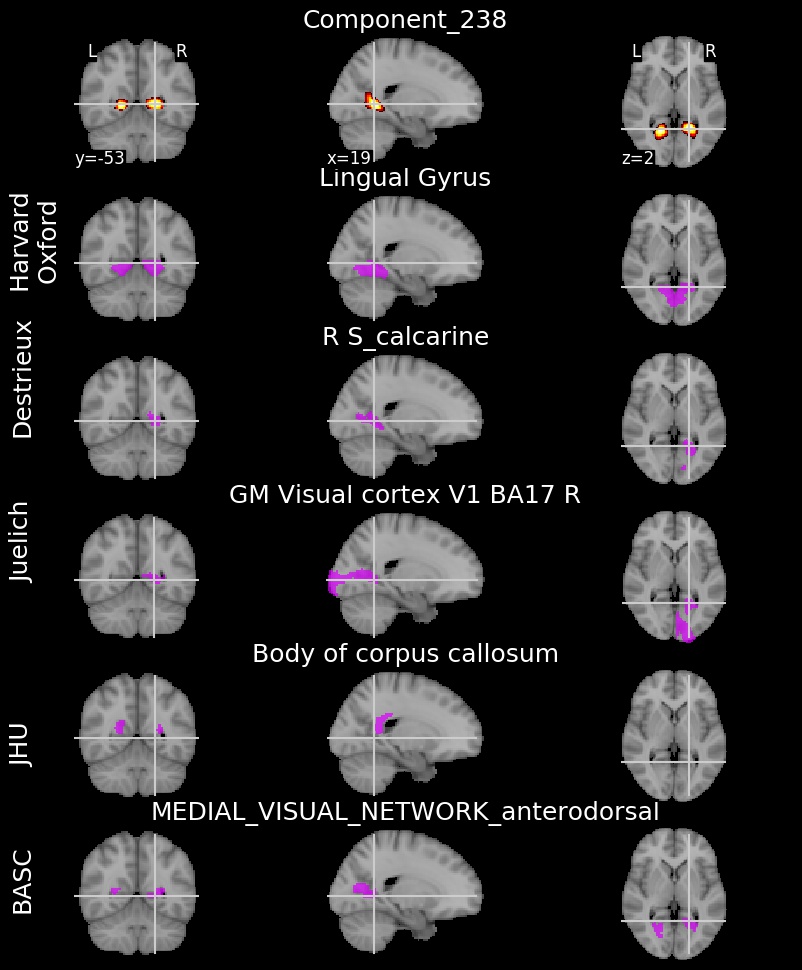 Component_238
L R
L R
y=-53
x=19
z=2
Lingual Gyrus
Harvard
Oxford
R S_calcarine
Destrieux
GM Visual cortex V1 BA17 R
Juelich
Body of corpus callosum
JHU
MEDIAL_VISUAL_NETWORK_anterodorsal
BASC